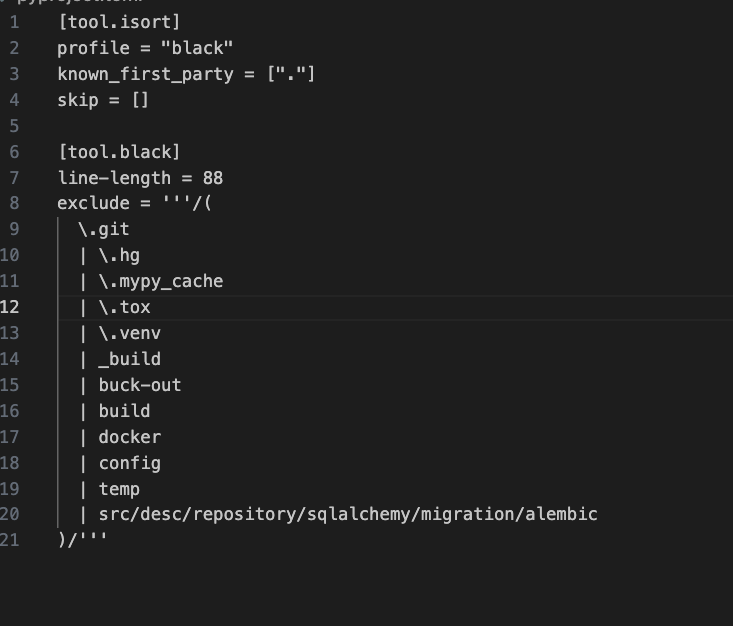 1 [tool.isort]
2 profile = "black"
3 known_first_party = ["."]
4 skip = []
5
6 [tool.black]
7 line-length = 88
8 exclude = '''/(
9 \.git
10 | \.hg
11 | \.mypy_cache
12 | \.tox
13 | \.venv
14 | _build
15 | buck-out
16 | build
17 | docker
18 | config
19 | temp
20 | src/desc/repository/sqlalchemy/migration/alembic
21 )/'''